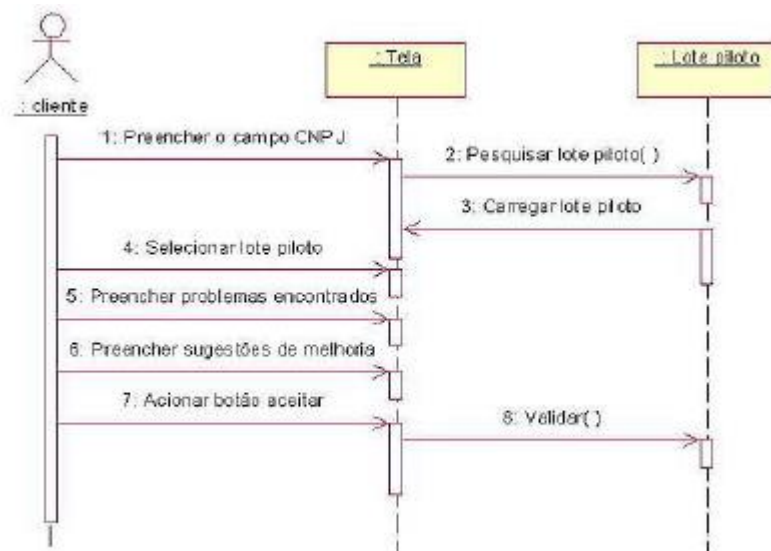 : Tela
: Lote piloto
: cliente
1: Preencher o campo CNPJ
2: Pesquisar lote piloto( )
3: Carregar lote piloto
4: Selecionar lote piloto
5: Preencher problemas encontrados
6: Preencher sugestões de melhoria
7: Acionar botão aceitar
8: Validar( )